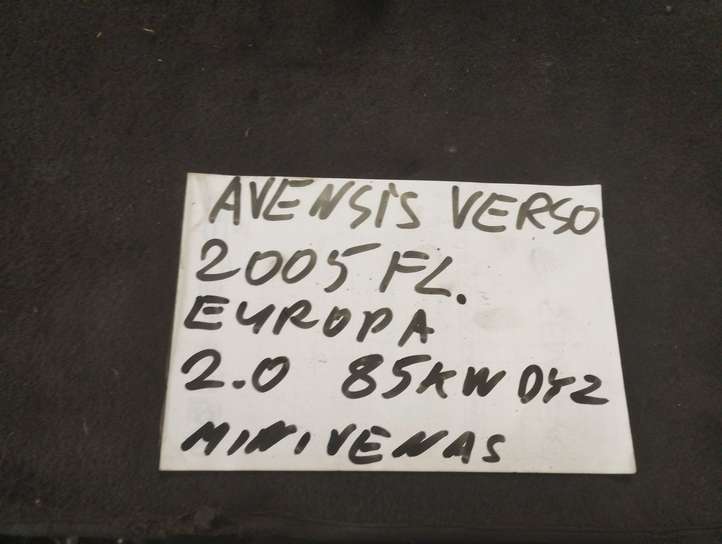 AVENSIS VERSO
2005 FL.
EUROPA
2.0 85KW DYZ
MINIVENAS